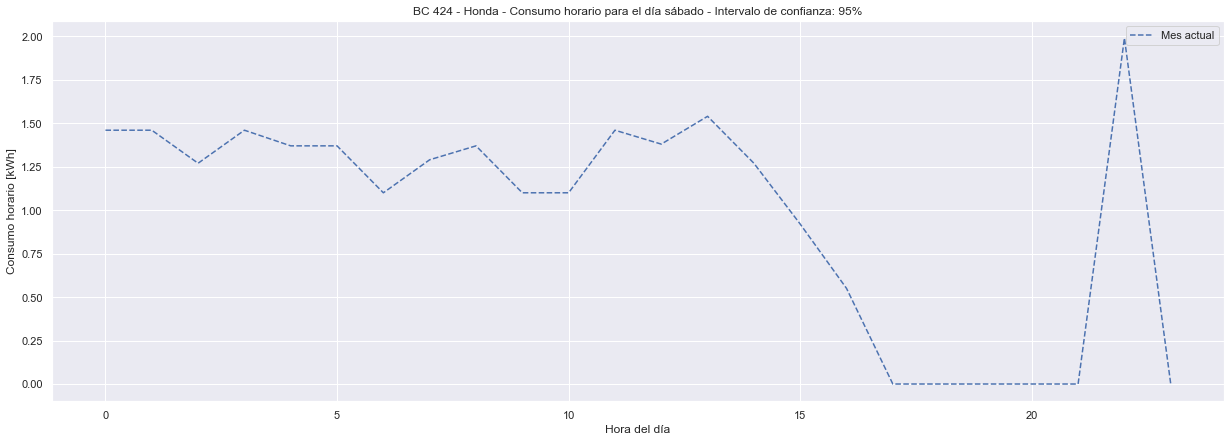 BC 424 - Honda - Consumo horario para el día sábado - Intervalo de confianza: 95%
Mes actual
2.00
1.75
1.50
1.25
1.00
0.75
0.50
0.25
0.00
Consumo horario [kWh]
0 5 10 15 20
Hora del día